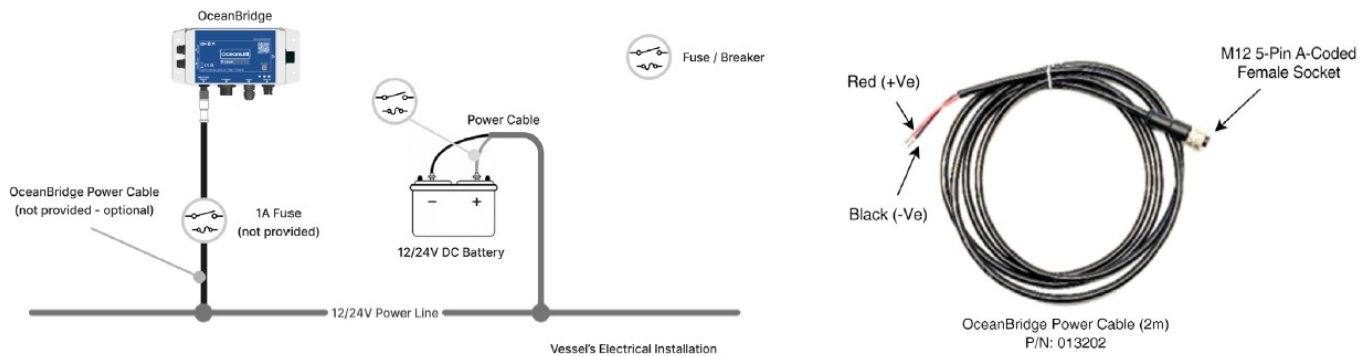 OceanBridge
OceanLED
Fuse / Breaker
Power Cable
OceanBridge Power Cable
(not provided - optional)
1A Fuse
(not provided)
12/24V DC Battery
12/24V Power Line
Vessel's Electrical Installation
M12 5-Pin A-Coded
Female Socket
Red (+Ve)
Black (-Ve)
OceanBridge Power Cable (2m)
P/N: 013202